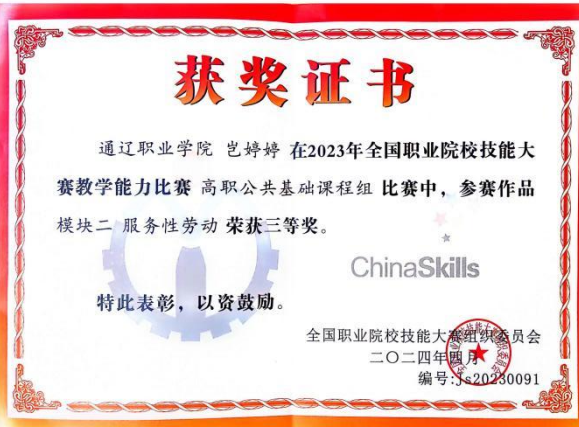 获奖证书
通辽职业学院 岂婷婷 在2023年全国职业院校技能大
赛教学能力比赛 高职公共基础课程组 比赛中，参赛作品
模块二 服务性劳动 荣获三等奖。
ChinaSkills
特此表彰，以资鼓励。
全国职业院校技能大赛组织委员会
二〇二四年四月
编号:Js20230091